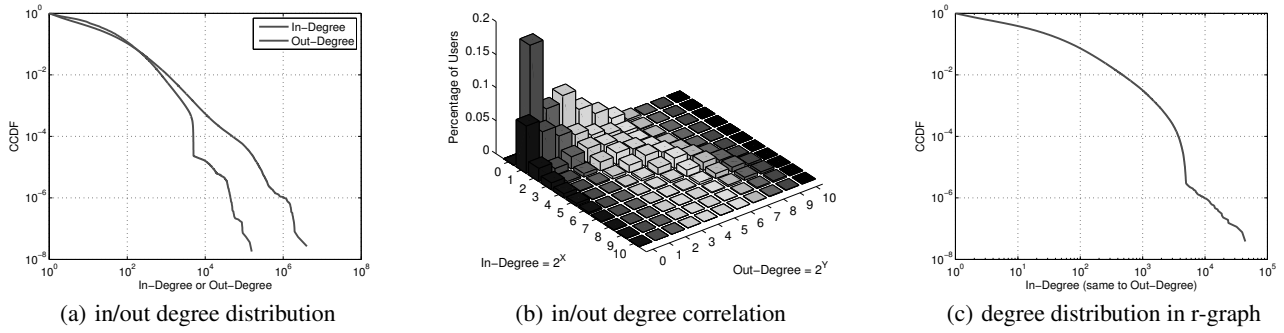 10^0
10^-2
10^-4
10^-6
10^-8
CCDF
10^0 10^2 10^4 10^6 10^8
In-Degree or Out-Degree
In-Degree
Out-Degree
(a) in/out degree distribution
0.2
0.15
0.1
0.05
0
Percentage of Users
0 1 2 3 4 5 6 7 8 9 10
In-Degree = 2^X
0 1 2 3 4 5 6 7 8 9 10
Out-Degree = 2^Y
(b) in/out degree correlation
10^0
10^-2
10^-4
10^-6
10^-8
CCDF
10^0 10^1 10^2 10^3 10^4 10^5
In-Degree (same to Out-Degree)
(c) degree distribution in r-graph